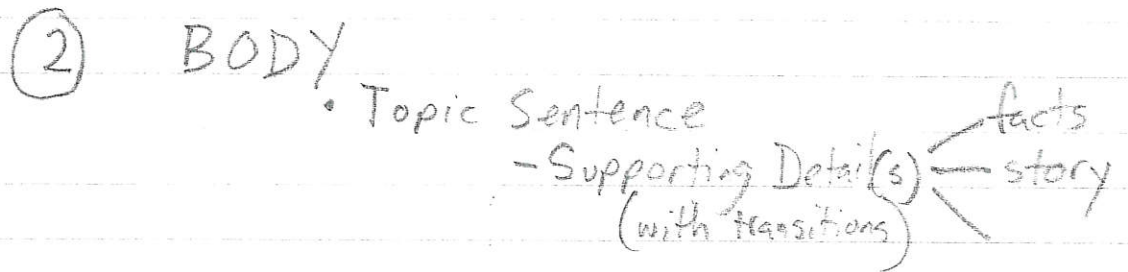 2 BODY
• Topic Sentence
facts
- Supporting Detail(s) story
(with transitions)